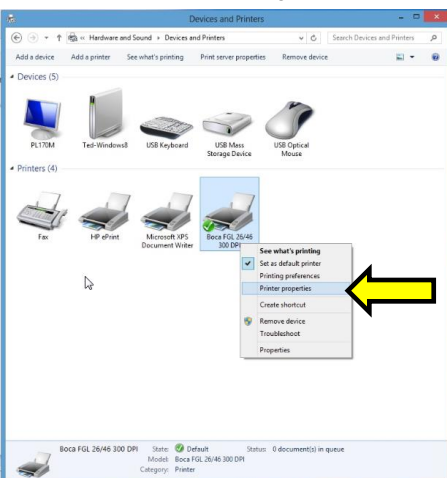 Devices and Printers
« Hardware and Sound › Devices and Printers
Search Devices and Printers
Add a device Add a printer See what's printing Print server properties Remove device
Devices (5)
PL170M Ted-Windows8 USB Keyboard USB Mass Storage Device USB Optical Mouse
Printers (4)
Fax HP ePrint Microsoft XPS Document Writer Boca FGL 26/46 300 DPI
See what's printing
Set as default printer
Printing preferences
Printer properties
Create shortcut
Remove device
Troubleshoot
Properties
Boca FGL 26/46 300 DPI State: Default Status: 0 document(s) in queue
Model: Boca FGL 26/46 300 DPI
Category: Printer